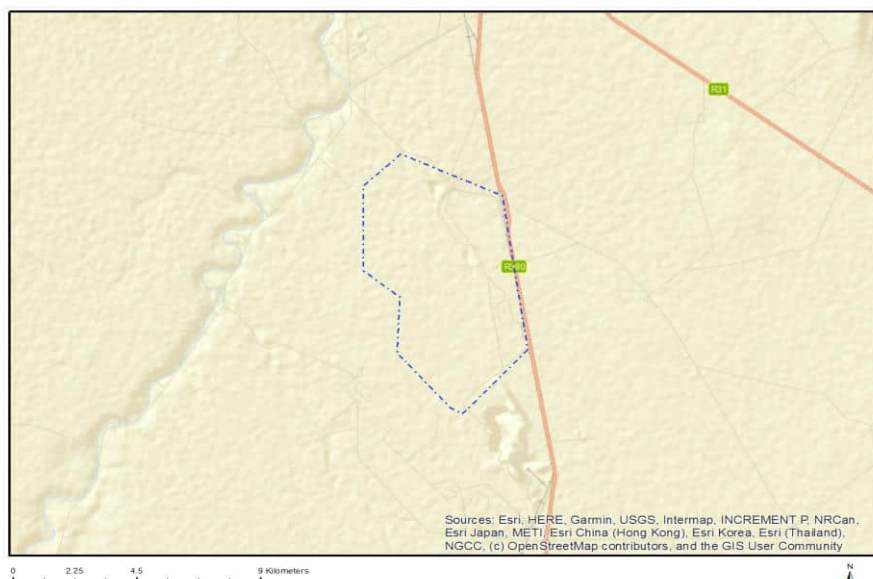 R31
Sources: Esri, HERE, Garmin, USGS, Intermap, INCREMENT P, NRCan,
Esri Japan, METI, Esri China (Hong Kong), Esri Korea, Esri (Thailand),
NGCC, (c) OpenStreetMap contributors, and the GIS User Community
0 2.25 4.5 9 Kilometers
N